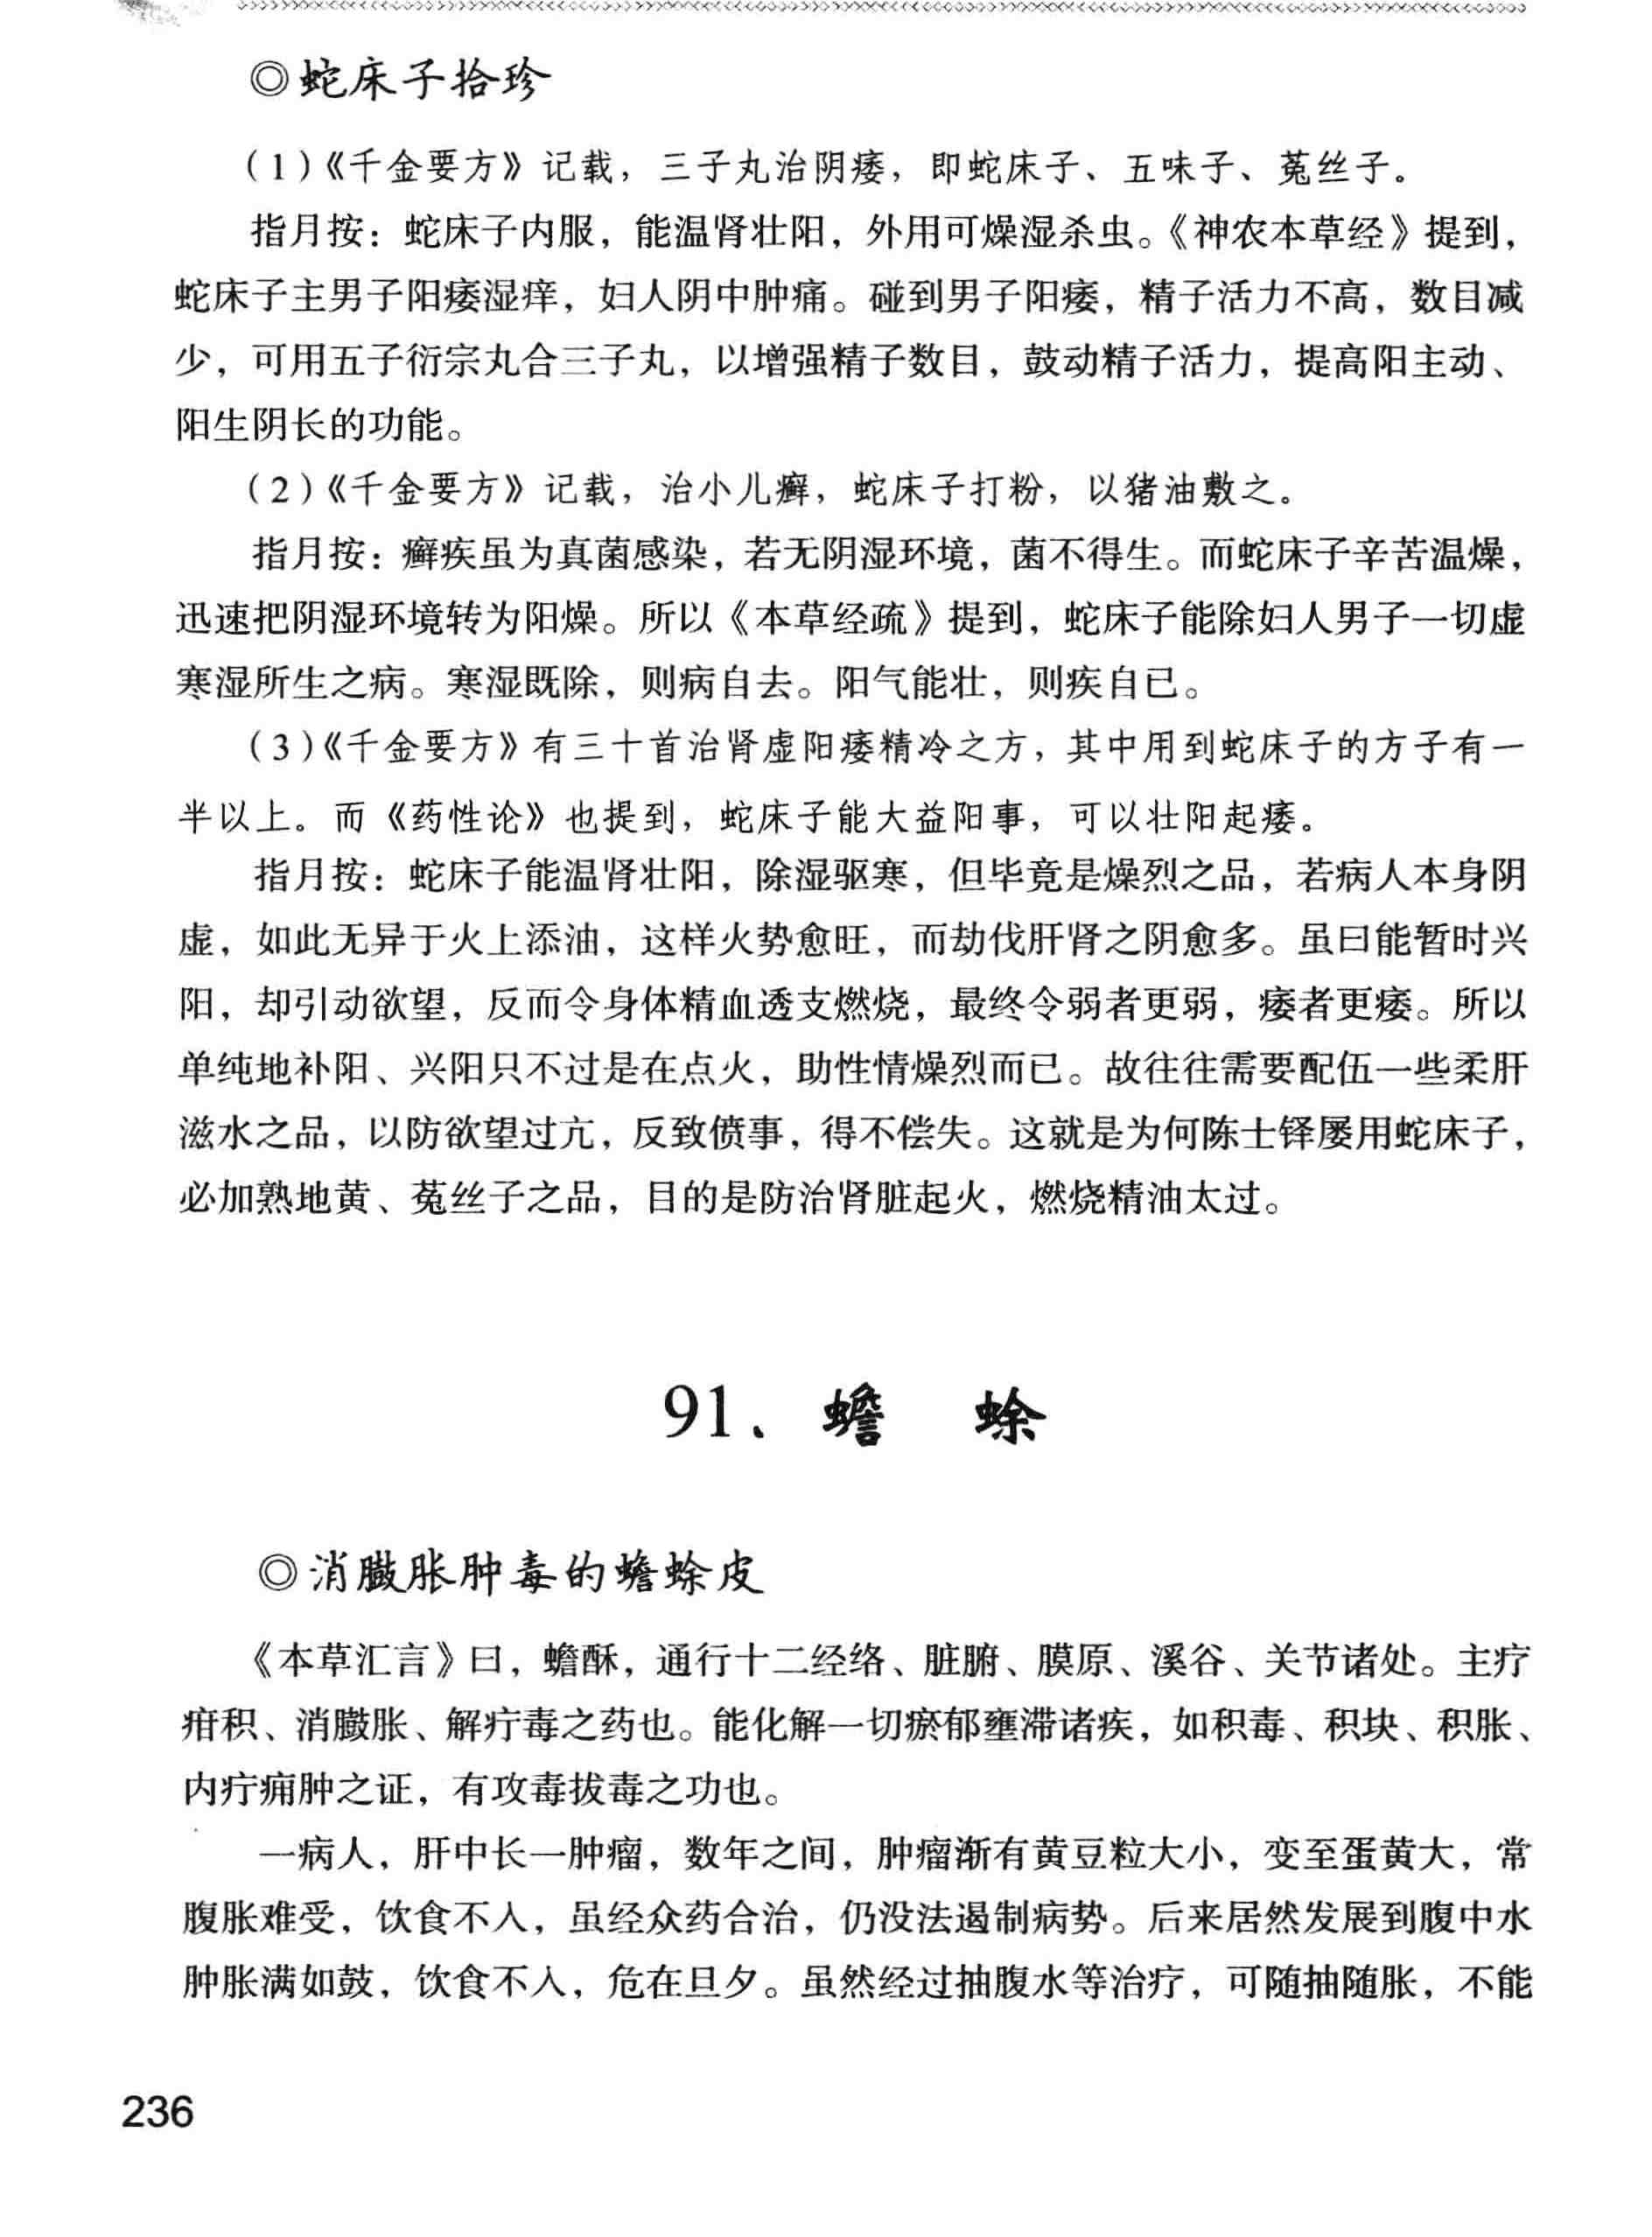 ◎蛇床子拾珍
（1）《千金要方》记载，三子丸治阴痿，即蛇床子、五味子、菟丝子。
指月按：蛇床子内服，能温肾壮阳，外用可燥湿杀虫。《神农本草经》提到，
蛇床子主男子阳痿湿痒，妇人阴中肿痛。碰到男子阳痿，精子活力不高，数目减
少，可用五子衍宗丸合三子丸，以增强精子数目，鼓动精子活力，提高阳主动、
阳生阴长的功能。
（2）《千金要方》记载，治小儿癣，蛇床子打粉，以猪油敷之。
指月按：癣疾虽为真菌感染，若无阴湿环境，菌不得生。而蛇床子辛苦温燥，
迅速把阴湿环境转为阳燥。所以《本草经疏》提到，蛇床子能除妇人男子一切虚
寒湿所生之病。寒湿既除，则病自去。阳气能壮，则疾自已。
（3）《千金要方》有三十首治肾虚阳痿精冷之方，其中用到蛇床子的方子有一
半以上。而《药性论》也提到，蛇床子能大益阳事，可以壮阳起痿。
指月按：蛇床子能温肾壮阳，除湿驱寒，但毕竟是燥烈之品，若病人本身阴
虚，如此无异于火上添油，这样火势愈旺，而劫伐肝肾之阴愈多。虽曰能暂时兴
阳，却引动欲望，反而令身体精血透支燃烧，最终令弱者更弱，痿者更痿。所以
单纯地补阳、兴阳只不过是在点火，助性情燥烈而已。故往往需要配伍一些柔肝
滋水之品，以防欲望过亢，反致偾事，得不偿失。这就是为何陈士铎屡用蛇床子，
必加熟地黄、菟丝子之品，目的是防治肾脏起火，燃烧精油太过。
91、蟾 蜍
◎消臌胀肿毒的蟾蜍皮
《本草汇言》曰，蟾酥，通行十二经络、脏腑、膜原、溪谷、关节诸处。主疗
疳积、消臌胀、解疔毒之药也。能化解一切瘀郁壅滞诸疾，如积毒、积块、积胀、
内疔痈肿之证，有攻毒拔毒之功也。
一病人，肝中长一肿瘤，数年之间，肿瘤渐有黄豆粒大小，变至蛋黄大，常
腹胀难受，饮食不入，虽经众药合治，仍没法遏制病势。后来居然发展到腹中水
肿胀满如鼓，饮食不入，危在旦夕。虽然经过抽腹水等治疗，可随抽随胀，不能
236